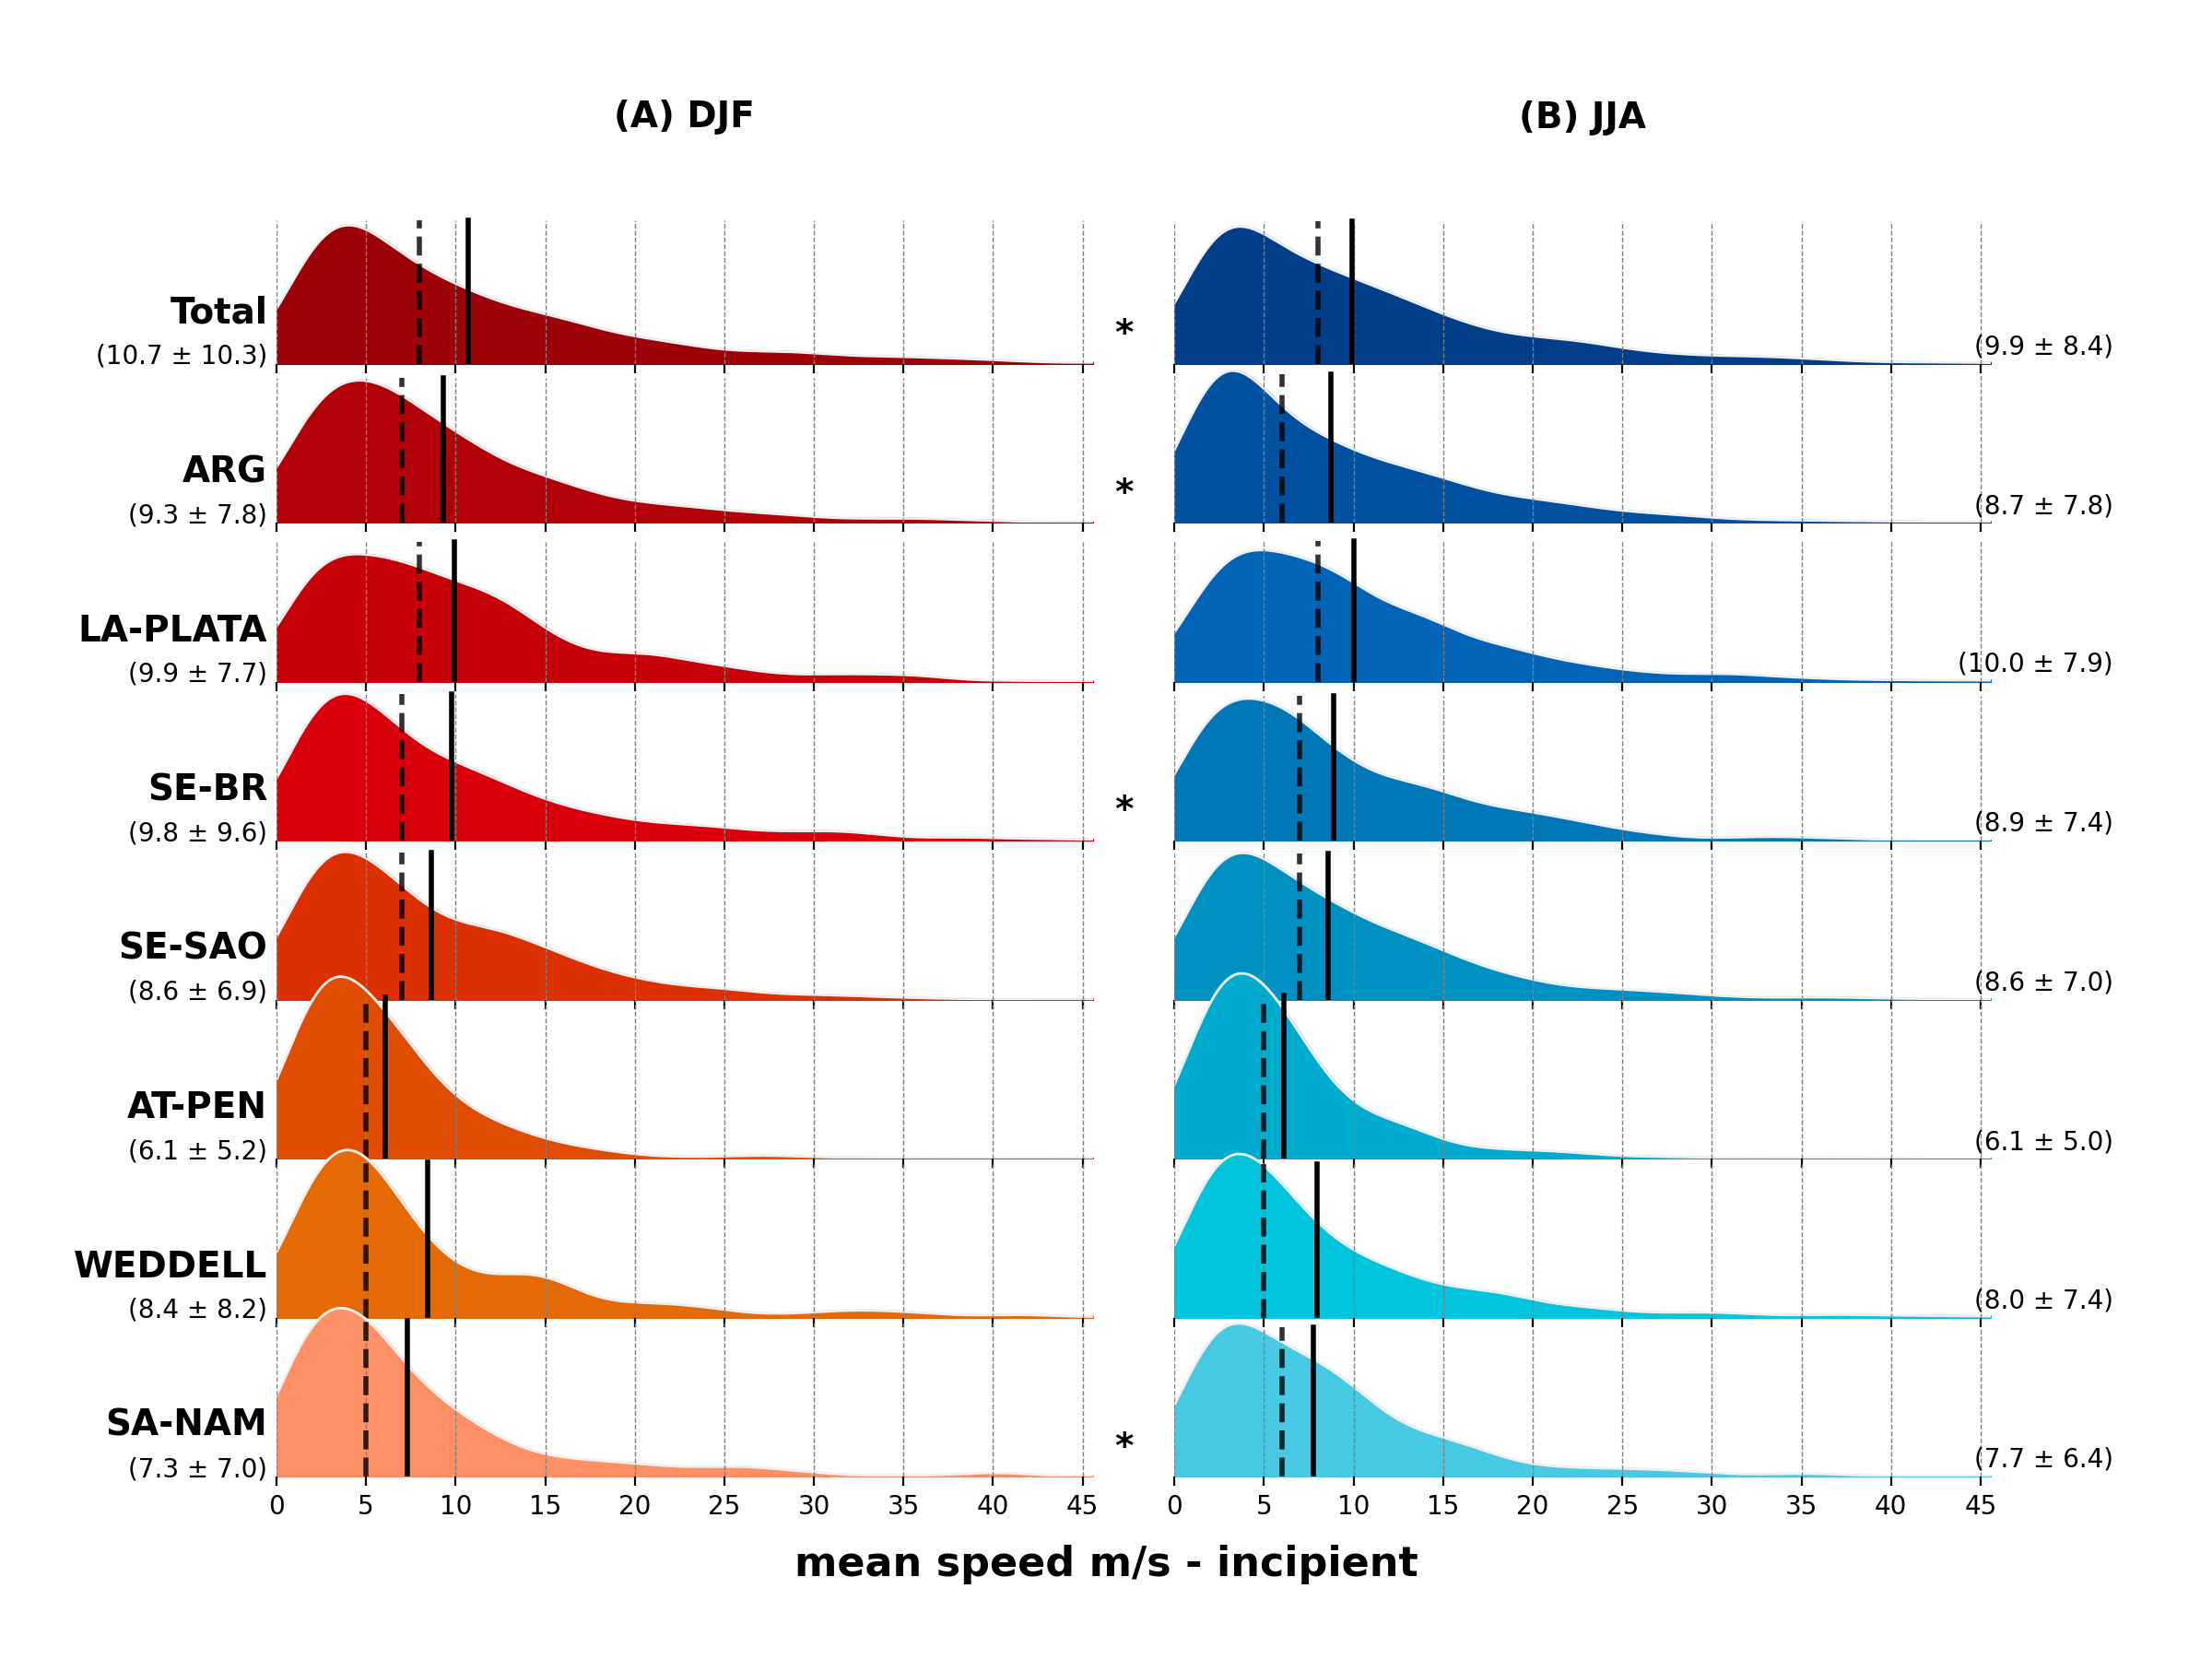 (A) DJF
(B) JJA
Total
(10.7 ± 10.3)
*
(9.9 ± 8.4)
ARG
(9.3 ± 7.8)
*
(8.7 ± 7.8)
LA-PLATA
(9.9 ± 7.7)
(10.0 ± 7.9)
SE-BR
(9.8 ± 9.6)
*
(8.9 ± 7.4)
SE-SAO
(8.6 ± 6.9)
(8.6 ± 7.0)
AT-PEN
(6.1 ± 5.2)
(6.1 ± 5.0)
WEDDELL
(8.4 ± 8.2)
(8.0 ± 7.4)
SA-NAM
(7.3 ± 7.0)
*
(7.7 ± 6.4)
0 5 10 15 20 25 30 35 40 45
0 5 10 15 20 25 30 35 40 45
mean speed m/s - incipient